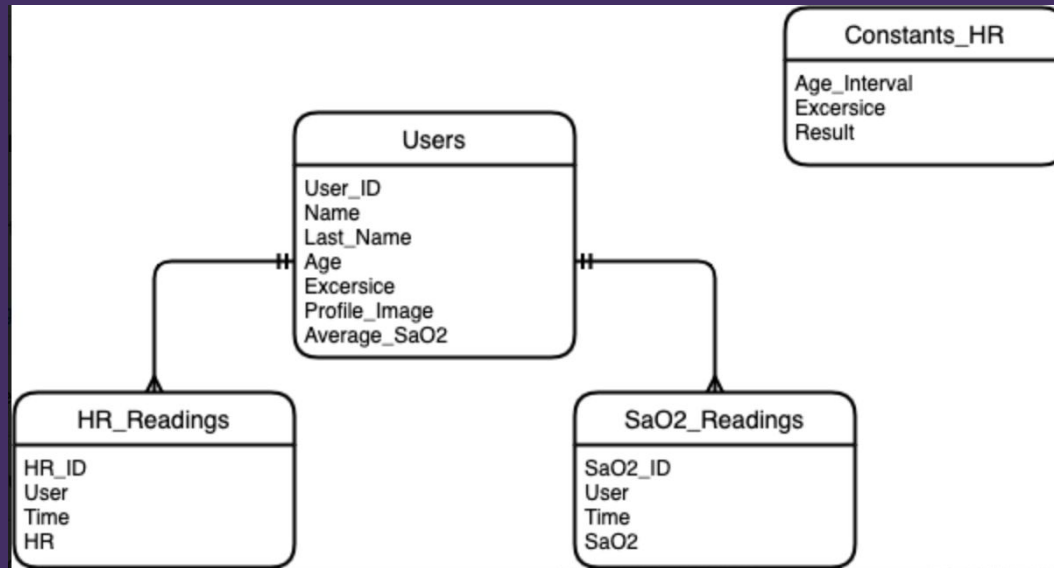 Constants_HR
Age_Interval
Excersice
Result
Users
User_ID
Name
Last_Name
Age
Excersice
Profile_Image
Average_SaO2
HR_Readings
HR_ID
User
Time
HR
SaO2_Readings
SaO2_ID
User
Time
SaO2